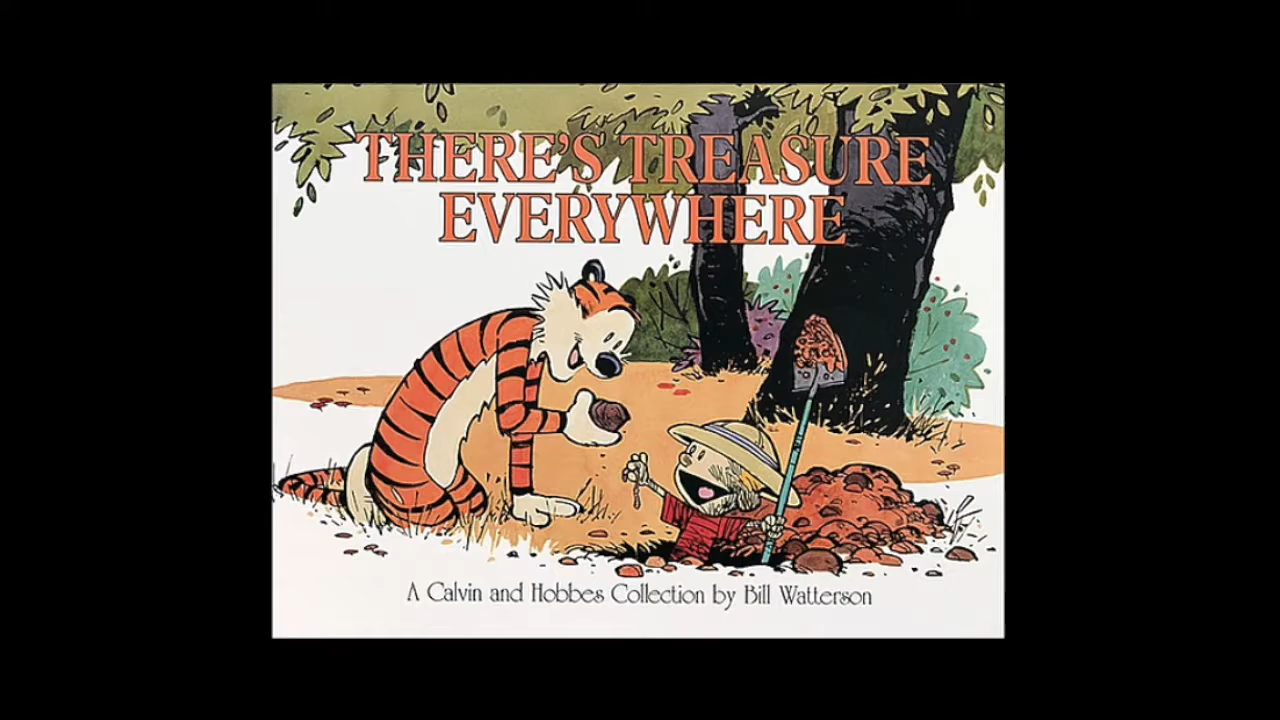 THERE'S TREASURE
EVERYWHERE
A Calvin and Hobbes Collection by Bill Watterson